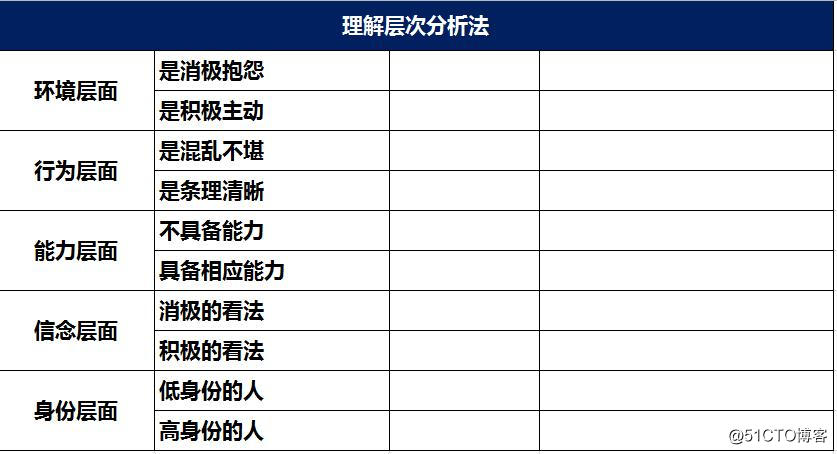 理解层次分析法
环境层面
是消极抱怨
是积极主动
行为层面
是混乱不堪
是条理清晰
能力层面
不具备能力
具备相应能力
信念层面
消极的看法
积极的看法
身份层面
低身份的人
高身份的人
@51CTO博客